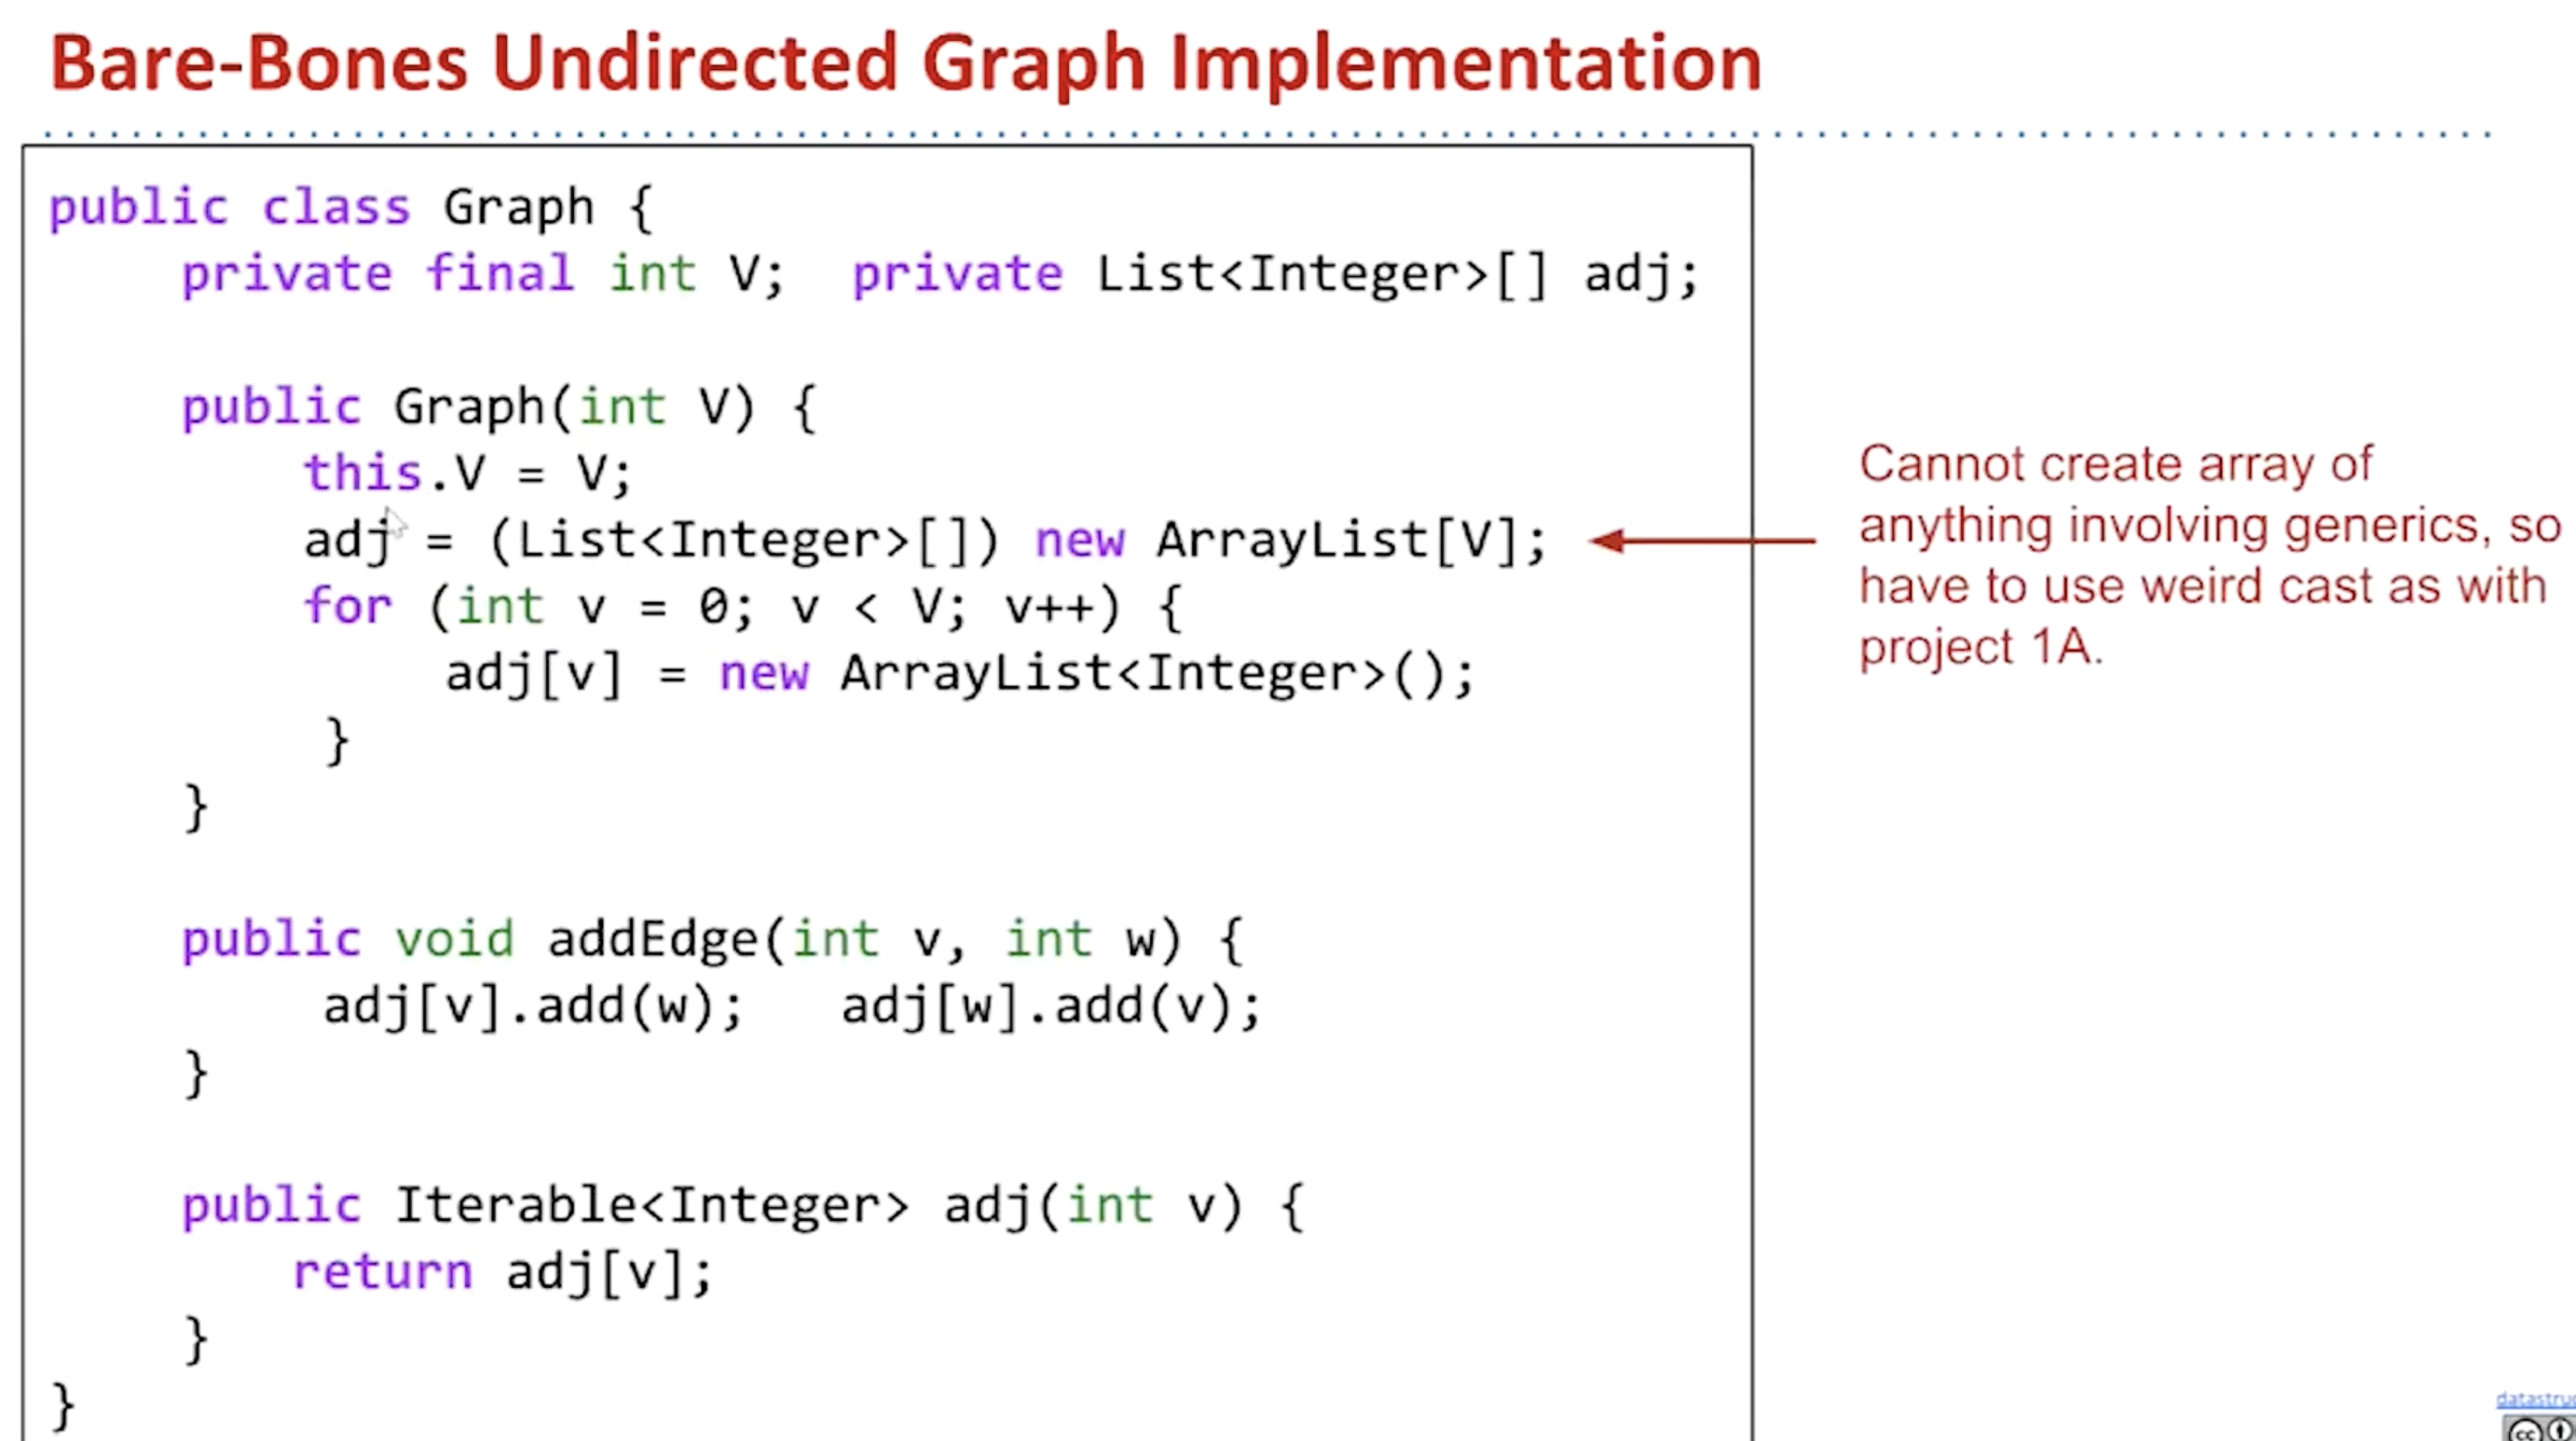 Bare-Bones Undirected Graph Implementation
public class Graph {
private final int V;  private List<Integer>[] adj;
public Graph(int V) {
this.V = V;
adj = (List<Integer>[]) new ArrayList[V];
for (int v = 0; v < V; v++) {
adj[v] = new ArrayList<Integer>();
}
}
public void addEdge(int v, int w) {
adj[v].add(w);   adj[w].add(v);
}
public Iterable<Integer> adj(int v) {
return adj[v];
}
}
Cannot create array of
anything involving generics, so
have to use weird cast as with
project 1A.